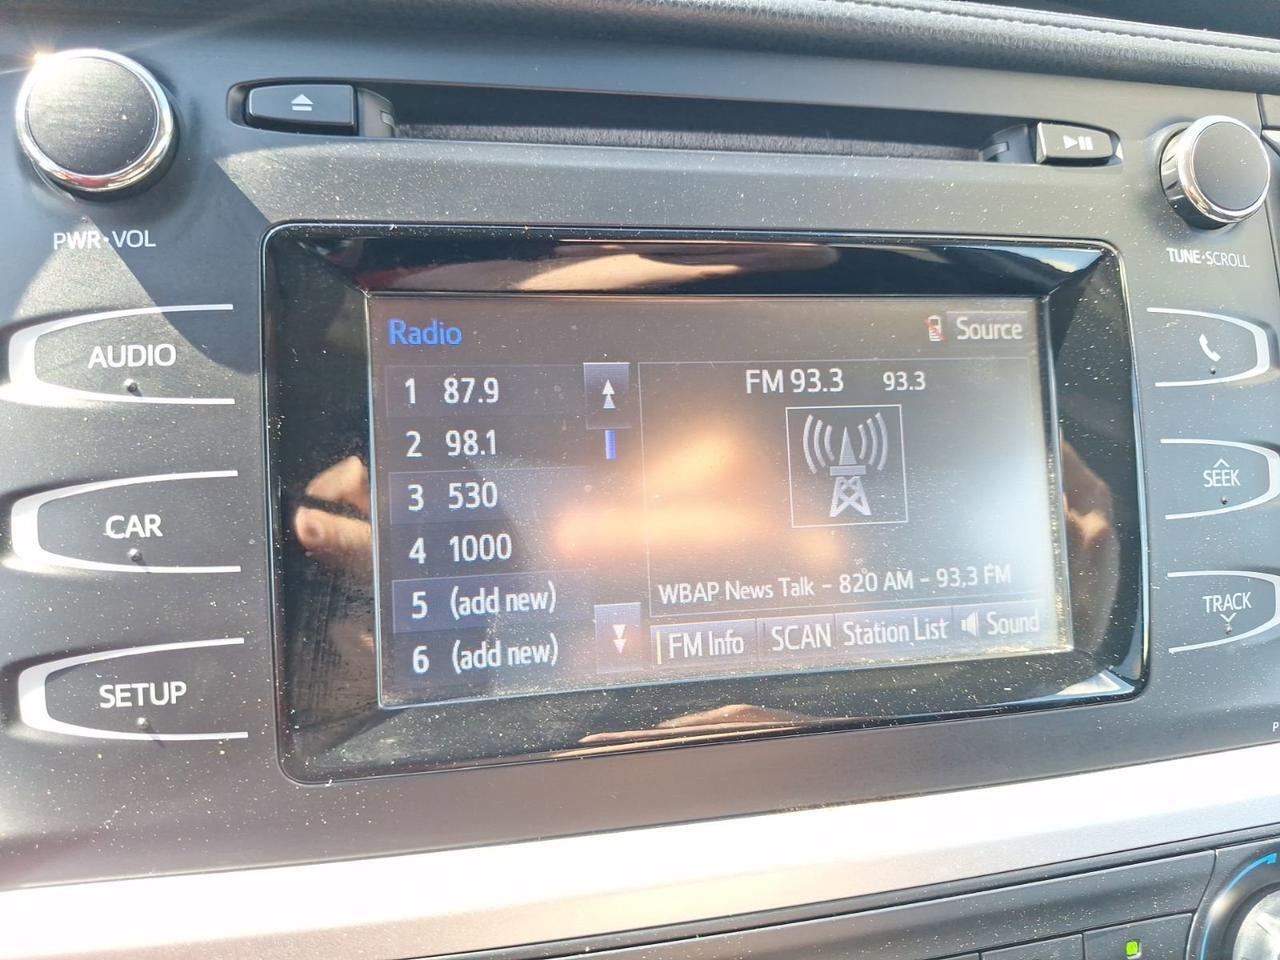 PWR•VOL
TUNE•SCROLL
AUDIO
CAR
SETUP
Radio
Source
1 87.9
2 98.1
3 530
4 1000
5 (add new)
6 (add new)
FM 93.3 93.3
WBAP News Talk - 820 AM - 93.3 FM
FM Info
SCAN
Station List
Sound
SEEK
TRACK